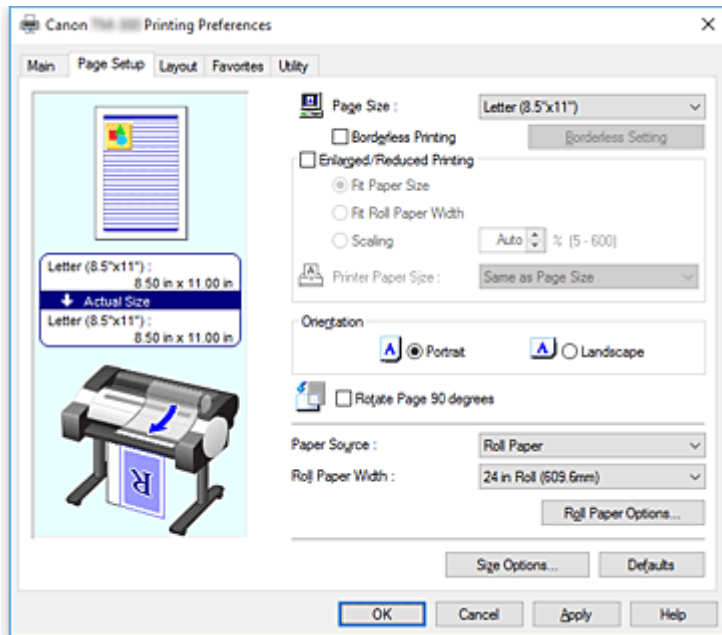 Canon Printing Preferences
Main Page Setup Layout Favorites Utility
Page Size : Letter (8.5"x11")
Borderless Printing Borderless Setting
Enlarged/Reduced Printing
Fit Paper Size
Fit Roll Paper Width
Scaling Auto % (5 - 600)
Printer Paper Size : Same as Page Size
Letter (8.5"x11") :
8.50 in x 11.00 in
Actual Size
Letter (8.5"x11") :
8.50 in x 11.00 in
Orientation
A Portrait A Landscape
Rotate Page 90 degrees
R
Paper Source : Roll Paper
Roll Paper Width : 24 in Roll (609.6mm)
Roll Paper Options...
Size Options... Defaults
OK Cancel Apply Help